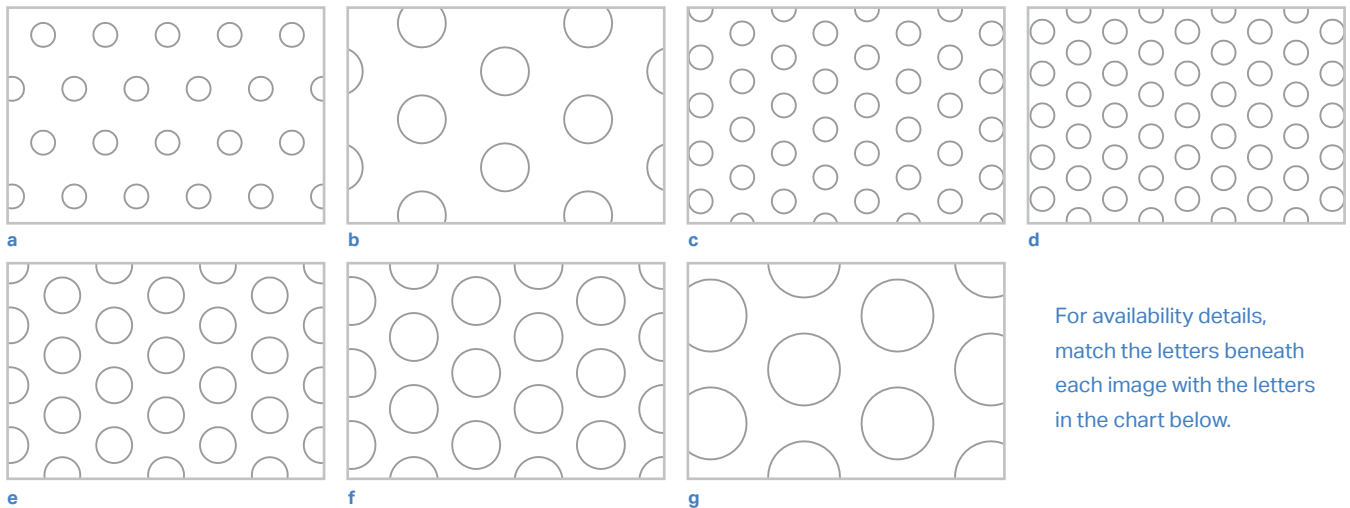 a
b
c
d
e
f
g
For availability details,
match the letters beneath
each image with the letters
in the chart below.